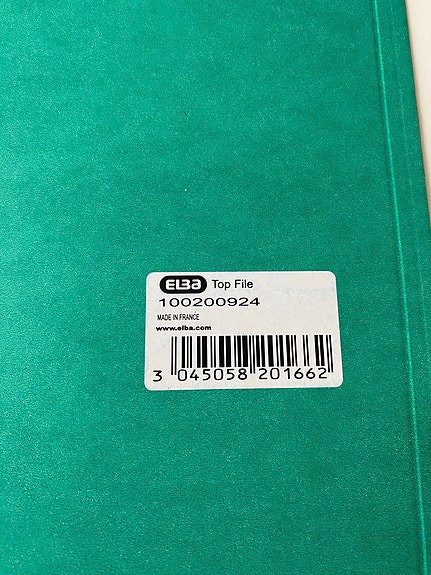 ELBA Top File
100200924
MADE IN FRANCE
www.elba.com
3 045058 201662